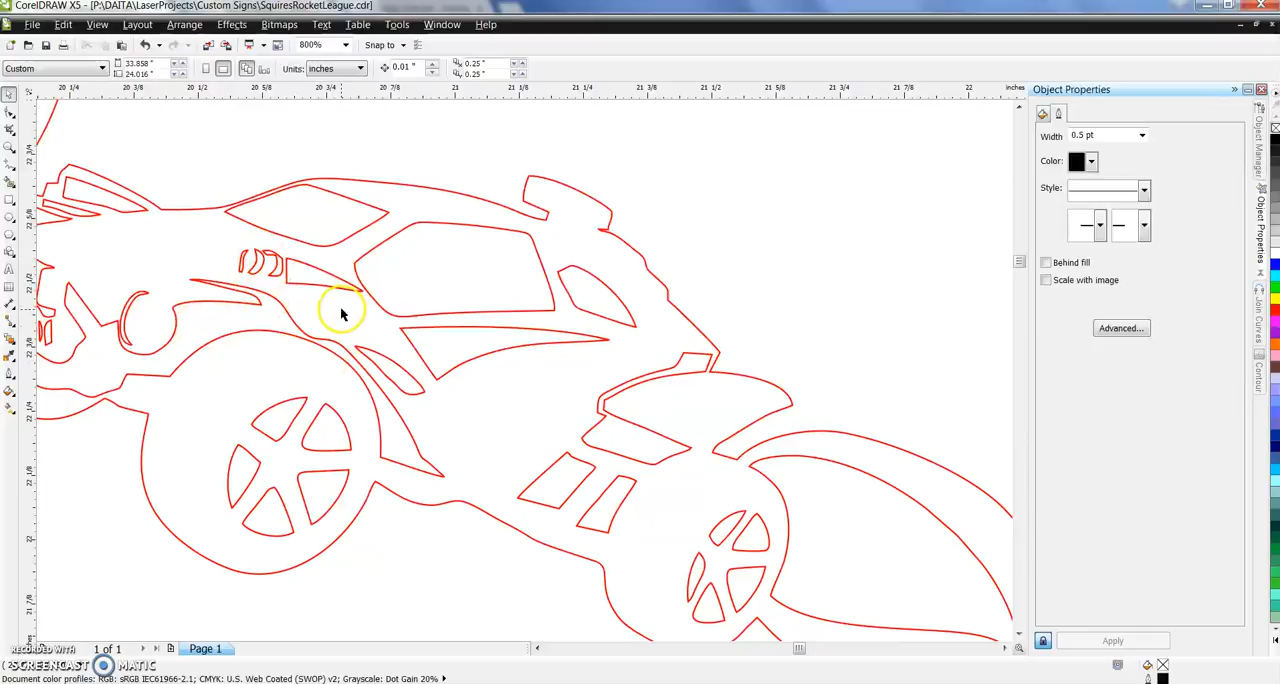 CorelDRAW X5 - [P:\DAITA\LaserProjects\Custom Signs\SquiresRocketLeague.cdr]
File Edit View Layout Arrange Effects Bitmaps Text Table Tools Window Help
800% Snap to
Custom 33.858 " 24.016 " Units: inches 0.01 " 0.25 " 0.25 "
20 1/4 20 3/8 20 1/2 20 5/8 20 3/4 20 7/8 21 21 1/8 21 1/4 21 3/8 21 1/2 21 5/8 21 3/4 21 7/8 22 inches
Object Properties
Width 0.5 pt
Color:
Style:
Behind fill
Scale with image
Advanced...
Apply
Object Manager
Object Properties
Join Curves
Contour
1 of 1 Page 1
RECORDED WITH
SCREENCAST MATIC
Document color profiles: RGB: sRGB IEC61966-2.1; CMYK: U.S. Web Coated (SWOP) v2; Grayscale: Dot Gain 20%